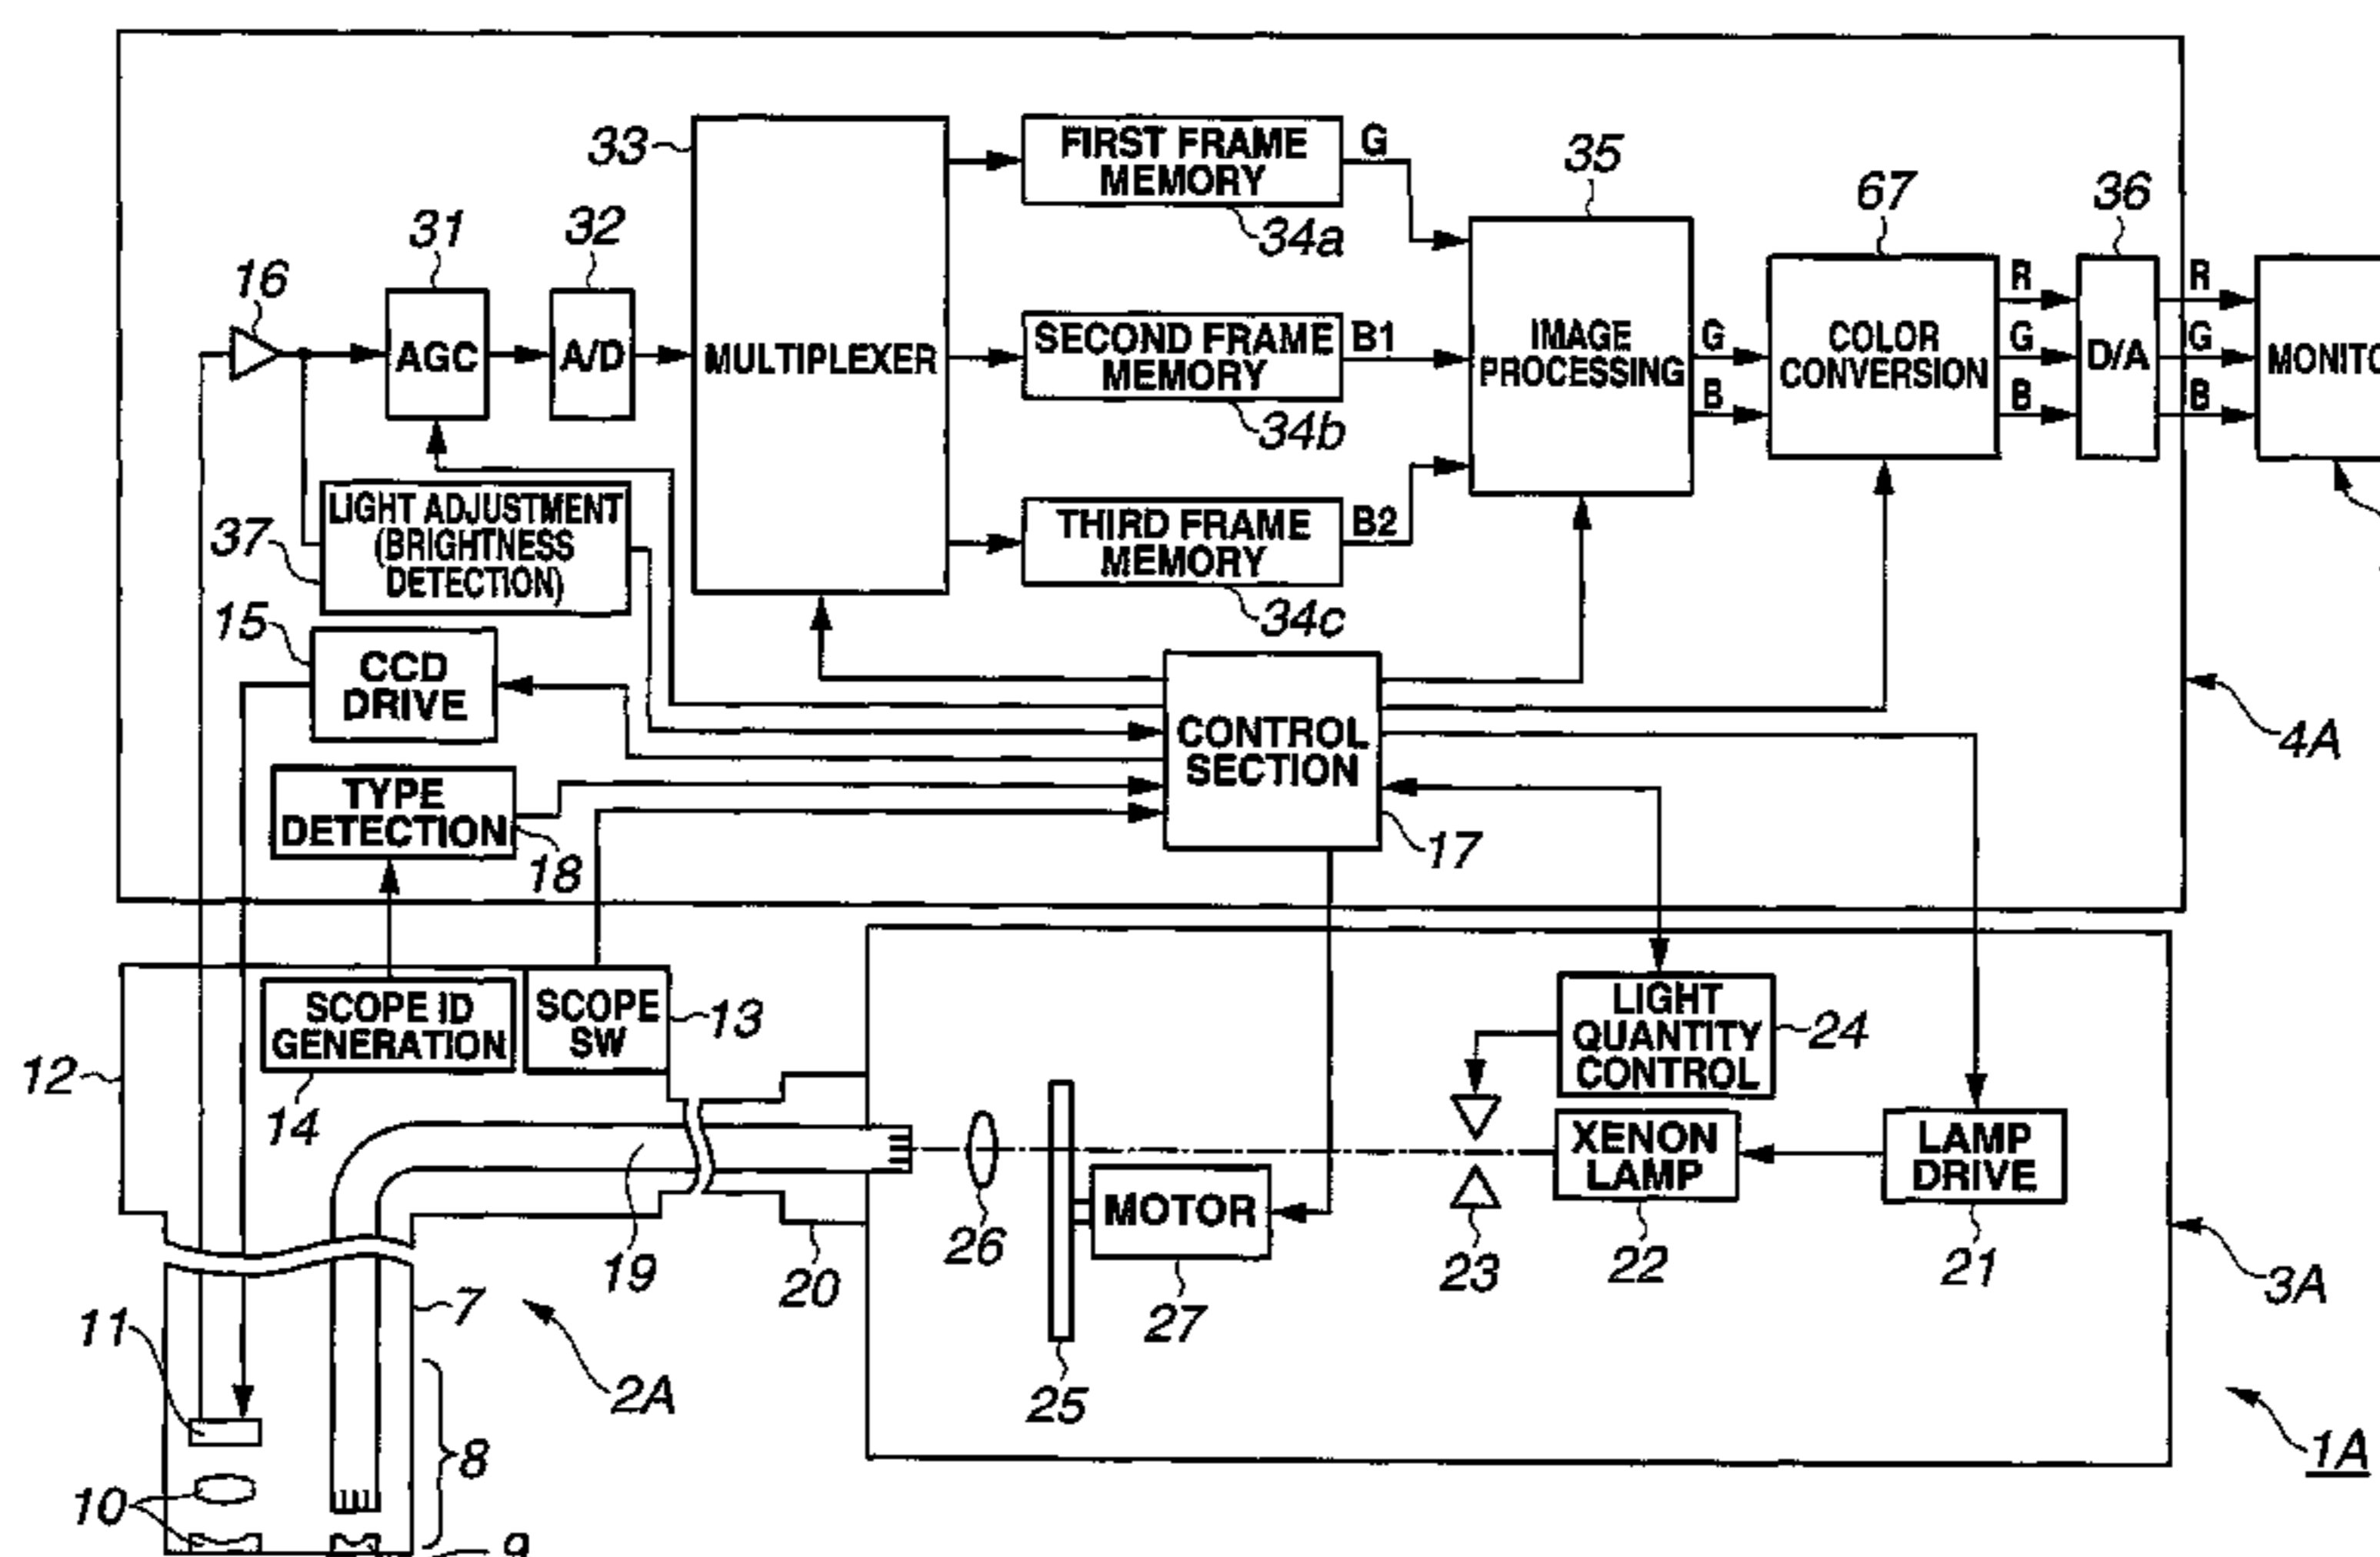 33
FIRST FRAME
MEMORY
G
34a
35
67
36
31
32
16
AGC
A/D
MULTIPLEXER
SECOND FRAME
MEMORY
B1
34b
IMAGE
PROCESSING
G
B
COLOR
CONVERSION
R
G
B
D/A
R
G
B
MONITO
37
LIGHT ADJUSTMENT
(BRIGHTNESS
DETECTION)
THIRD FRAME
MEMORY
B2
34c
15
CCD
DRIVE
CONTROL
SECTION
17
4A
TYPE
DETECTION
18
12
SCOPE ID
GENERATION
14
SCOPE
SW
13
LIGHT
QUANTITY
CONTROL
24
XENON
LAMP
22
LAMP
DRIVE
21
MOTOR
27
19
20
26
23
25
3A
7
11
2A
8
10
9
1A